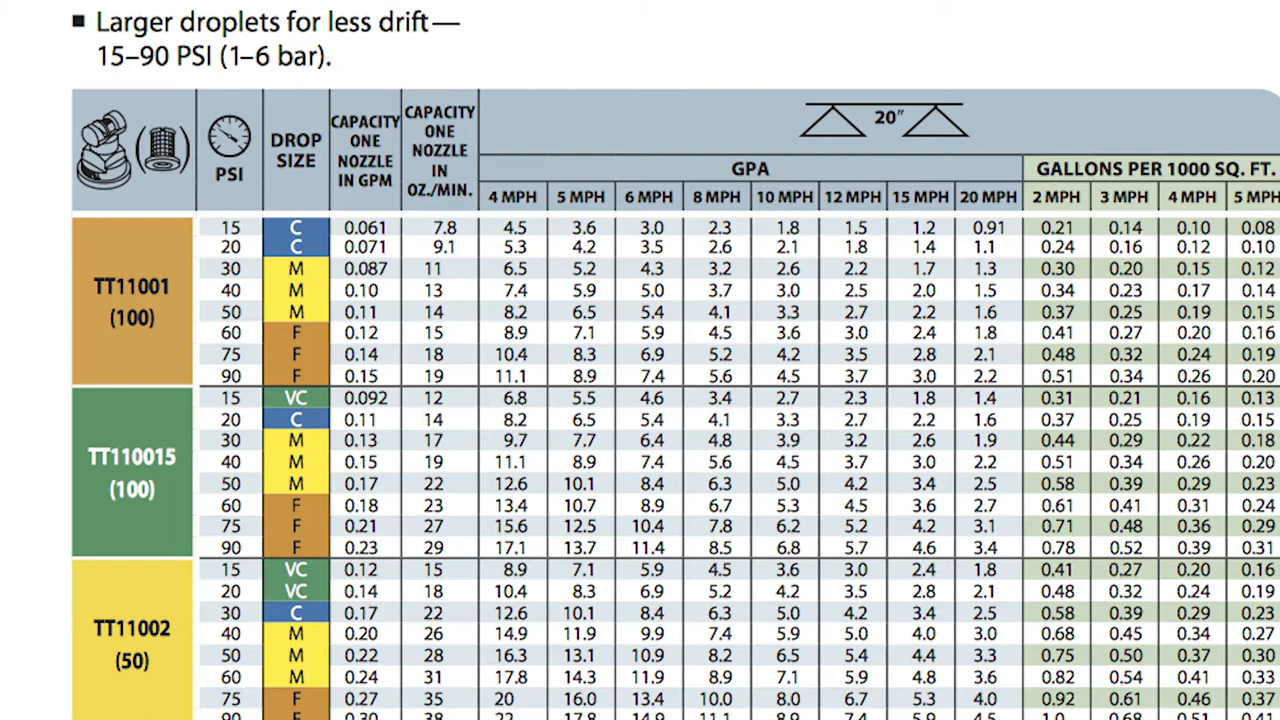 ■ Larger droplets for less drift—
15–90 PSI (1–6 bar).
PSI DROP SIZE CAPACITY ONE NOZZLE IN GPM CAPACITY ONE NOZZLE IN OZ./MIN. 20″
GPA GALLONS PER 1000 SQ. FT.
4 MPH 5 MPH 6 MPH 8 MPH 10 MPH 12 MPH 15 MPH 20 MPH 2 MPH 3 MPH 4 MPH 5 MPH
TT11001 (100)
15 C 0.061 7.8 4.5 3.6 3.0 2.3 1.8 1.5 1.2 0.91 0.21 0.14 0.10 0.08
20 C 0.071 9.1 5.3 4.2 3.5 2.6 2.1 1.8 1.4 1.1 0.24 0.16 0.12 0.10
30 M 0.087 11 6.5 5.2 4.3 3.2 2.6 2.2 1.7 1.3 0.30 0.20 0.15 0.12
40 M 0.10 13 7.4 5.9 5.0 3.7 3.0 2.5 2.0 1.5 0.34 0.23 0.17 0.14
50 M 0.11 14 8.2 6.5 5.4 4.1 3.3 2.7 2.2 1.6 0.37 0.25 0.19 0.15
60 F 0.12 15 8.9 7.1 5.9 4.5 3.6 3.0 2.4 1.8 0.41 0.27 0.20 0.16
75 F 0.14 18 10.4 8.3 6.9 5.2 4.2 3.5 2.8 2.1 0.48 0.32 0.24 0.19
90 F 0.15 19 11.1 8.9 7.4 5.6 4.5 3.7 3.0 2.2 0.51 0.34 0.26 0.20
TT110015 (100)
15 VC 0.092 12 6.8 5.5 4.6 3.4 2.7 2.3 1.8 1.4 0.31 0.21 0.16 0.13
20 C 0.11 14 8.2 6.5 5.4 4.1 3.3 2.7 2.2 1.6 0.37 0.25 0.19 0.15
30 M 0.13 17 9.7 7.7 6.4 4.8 3.9 3.2 2.6 1.9 0.44 0.29 0.22 0.18
40 M 0.15 19 11.1 8.9 7.4 5.6 4.5 3.7 3.0 2.2 0.51 0.34 0.26 0.20
50 M 0.17 22 12.6 10.1 8.4 6.3 5.0 4.2 3.4 2.5 0.58 0.39 0.29 0.23
60 F 0.18 23 13.4 10.7 8.9 6.7 5.3 4.5 3.6 2.7 0.61 0.41 0.31 0.24
75 F 0.21 27 15.6 12.5 10.4 7.8 6.2 5.2 4.2 3.1 0.71 0.48 0.36 0.29
90 F 0.23 29 17.1 13.7 11.4 8.5 6.8 5.7 4.6 3.4 0.78 0.52 0.39 0.31
TT11002 (50)
15 VC 0.12 15 8.9 7.1 5.9 4.5 3.6 3.0 2.4 1.8 0.41 0.27 0.20 0.16
20 VC 0.14 18 10.4 8.3 6.9 5.2 4.2 3.5 2.8 2.1 0.48 0.32 0.24 0.19
30 C 0.17 22 12.6 10.1 8.4 6.3 5.0 4.2 3.4 2.5 0.58 0.39 0.29 0.23
40 M 0.20 26 14.9 11.9 9.9 7.4 5.9 5.0 4.0 3.0 0.68 0.45 0.34 0.27
50 M 0.22 28 16.3 13.1 10.9 8.2 6.5 5.4 4.4 3.3 0.75 0.50 0.37 0.30
60 M 0.24 31 17.8 14.3 11.9 8.9 7.1 5.9 4.8 3.6 0.82 0.54 0.41 0.33
75 F 0.27 35 20 16.0 13.4 10.0 8.0 6.7 5.3 4.0 0.92 0.61 0.46 0.37
90 F 0.30 38 22 17.8 14.9 11.1 8.9 7.4 5.9 4.5 1.0 0.68 0.51 0.41